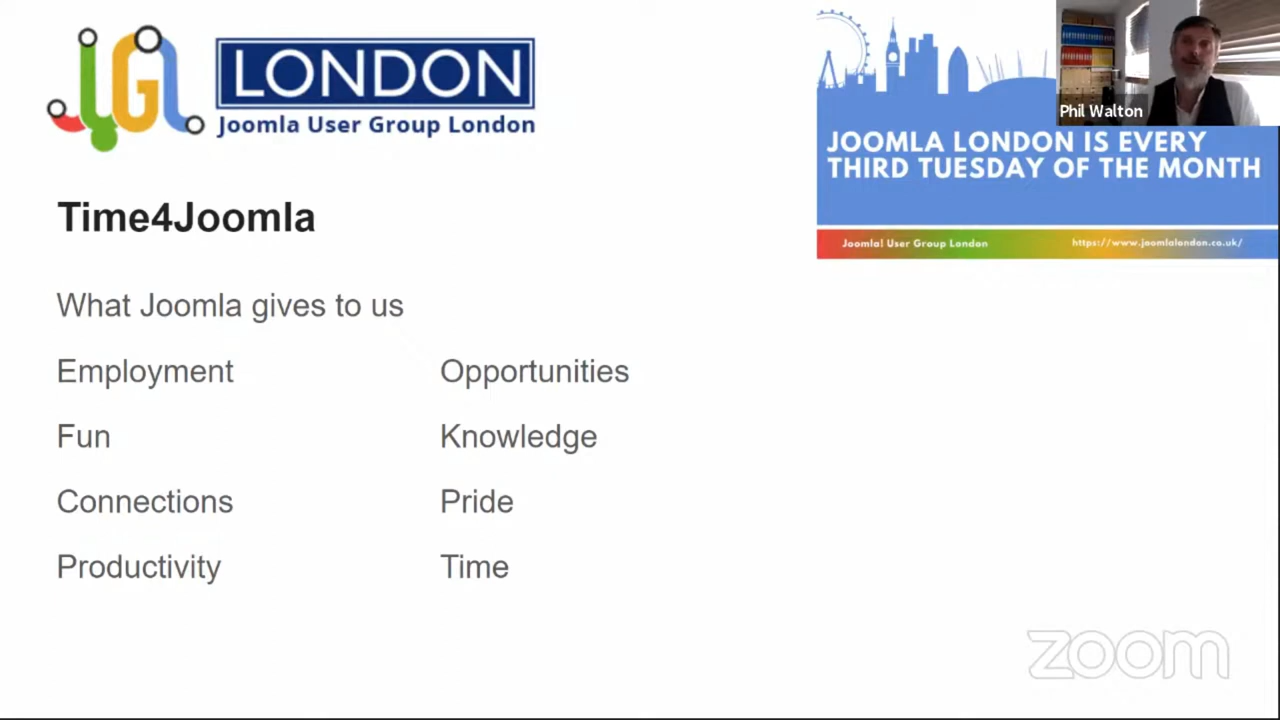 JUGL
LONDON
Joomla User Group London
Phil Walton
JOOMLA LONDON IS EVERY
THIRD TUESDAY OF THE MONTH
Joomla! User Group London
https://www.joomlalondon.co.uk/
Time4Joomla
What Joomla gives to us
Employment
Opportunities
Fun
Knowledge
Connections
Pride
Productivity
Time
zoom